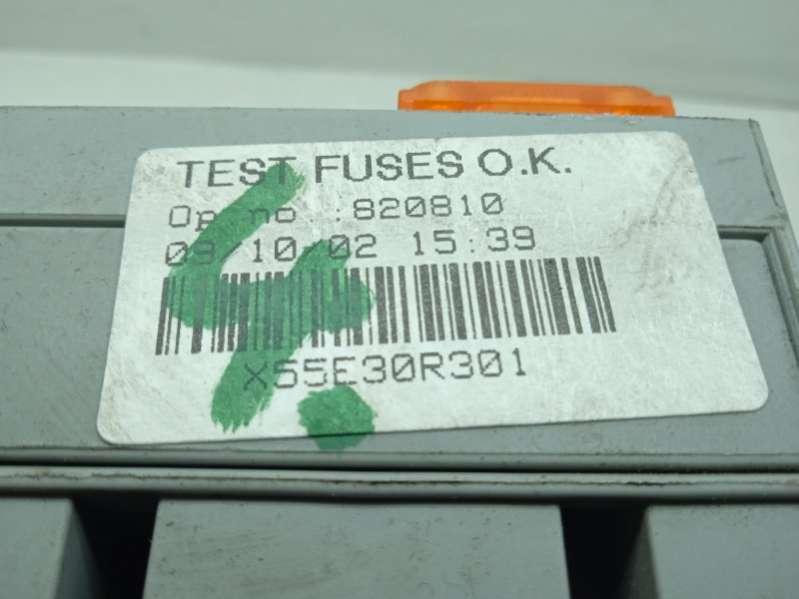 TEST FUSES O.K.
Op no :820810
09/10/02 15:39
X55E30R301